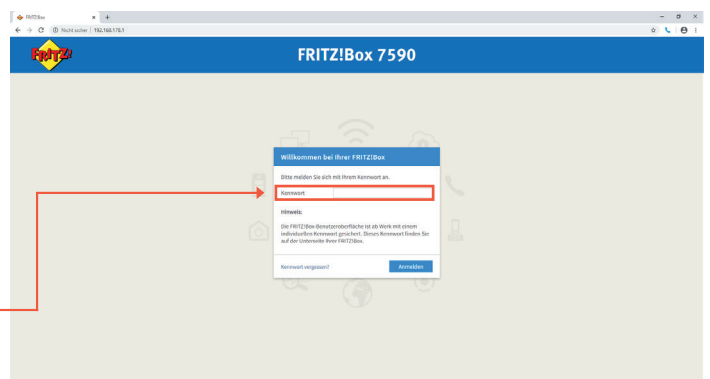 FRITZ!Box
Nicht sicher | 192.168.178.1
FRITZ!
FRITZ!Box 7590
Willkommen bei Ihrer FRITZ!Box
Bitte melden Sie sich mit Ihrem Kennwort an.
Kennwort
Hinweis:
Die FRITZ!Box-Benutzeroberfläche ist ab Werk mit einem
individuellen Kennwort gesichert. Dieses Kennwort finden Sie
auf der Unterseite Ihrer FRITZ!Box.
Kennwort vergessen?
Anmelden